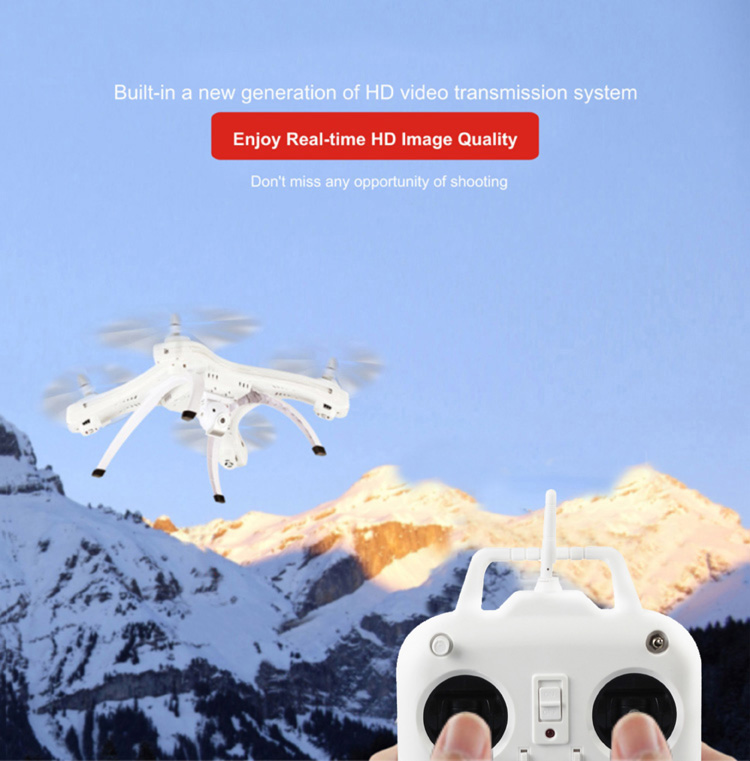 Built-in a new generation of HD video transmission system
Enjoy Real-time HD Image Quality
Don't miss any opportunity of shooting